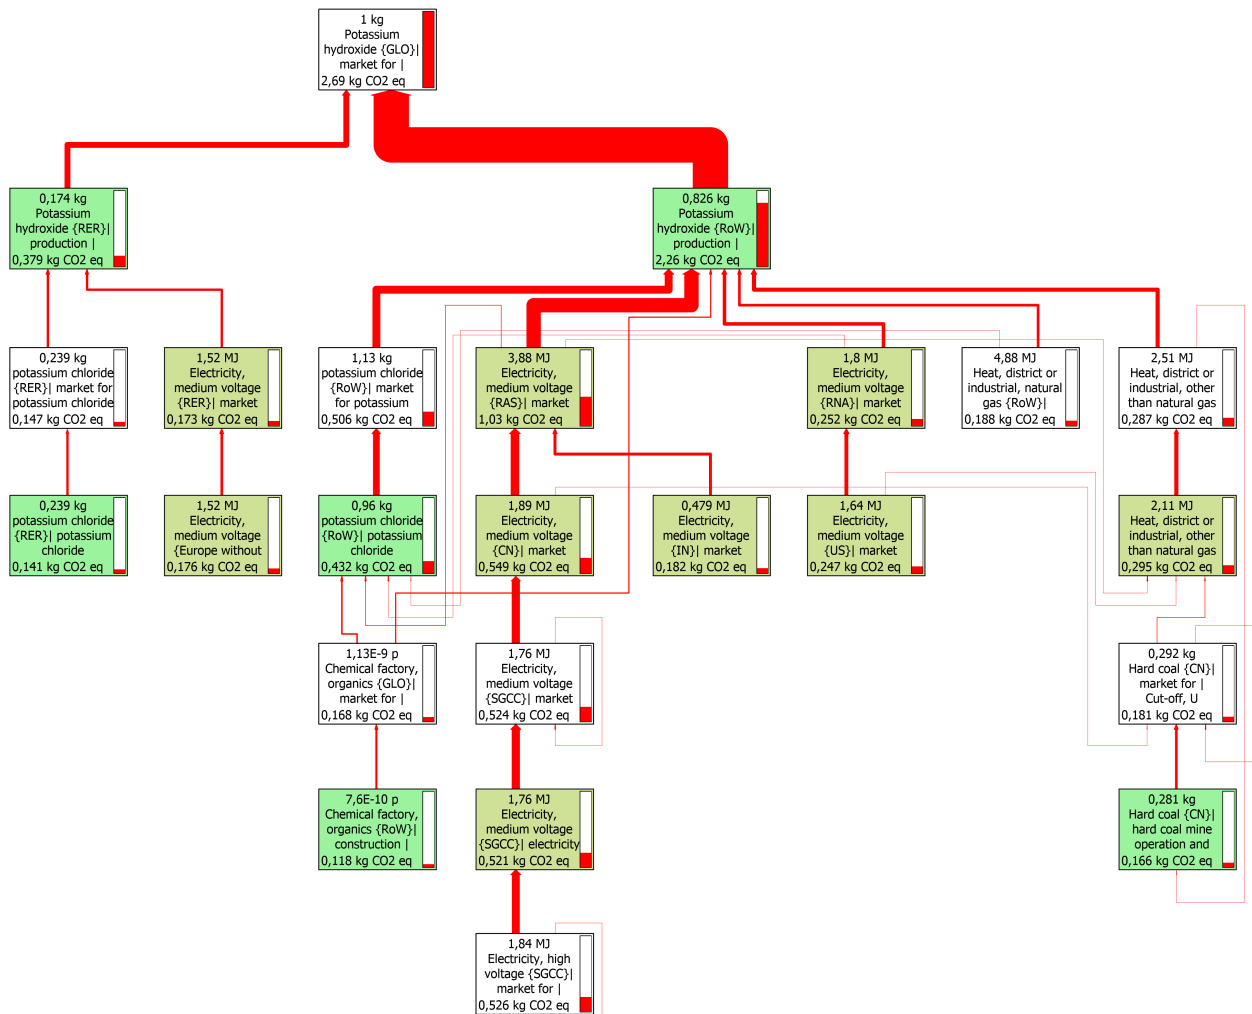 1 kg
Potassium
hydroxide {GLO}|
market for |
2,69 kg CO2 eq
0,174 kg
Potassium
hydroxide {RER}|
production |
0,379 kg CO2 eq
0,826 kg
Potassium
hydroxide {RoW}|
production |
2,26 kg CO2 eq
0,239 kg
potassium chloride
{RER}| market for
potassium chloride
0,147 kg CO2 eq
1,52 MJ
Electricity,
medium voltage
{RER}| market
0,173 kg CO2 eq
1,13 kg
potassium chloride
{RoW}| market
for potassium
0,506 kg CO2 eq
3,88 MJ
Electricity,
medium voltage
{RAS}| market
1,03 kg CO2 eq
1,8 MJ
Electricity,
medium voltage
{RNA}| market
0,252 kg CO2 eq
4,88 MJ
Heat, district or
industrial, natural
gas {RoW}|
0,188 kg CO2 eq
2,51 MJ
Heat, district or
industrial, other
than natural gas
0,287 kg CO2 eq
0,239 kg
potassium chloride
{RER}| potassium
chloride
0,141 kg CO2 eq
1,52 MJ
Electricity,
medium voltage
{Europe without
0,176 kg CO2 eq
0,96 kg
potassium chloride
{RoW}| potassium
chloride
0,432 kg CO2 eq
1,89 MJ
Electricity,
medium voltage
{CN}| market
0,549 kg CO2 eq
0,479 MJ
Electricity,
medium voltage
{IN}| market
0,182 kg CO2 eq
1,64 MJ
Electricity,
medium voltage
{US}| market
0,247 kg CO2 eq
2,11 MJ
Heat, district or
industrial, other
than natural gas
0,295 kg CO2 eq
1,13E-9 p
Chemical factory,
organics {GLO}|
market for |
0,168 kg CO2 eq
1,76 MJ
Electricity,
medium voltage
{SGCC}| market
0,524 kg CO2 eq
0,292 kg
Hard coal {CN}|
market for |
Cut-off, U
0,181 kg CO2 eq
7,6E-10 p
Chemical factory,
organics {RoW}|
construction |
0,118 kg CO2 eq
1,76 MJ
Electricity,
medium voltage
{SGCC}| electricity
0,521 kg CO2 eq
0,281 kg
Hard coal {CN}|
hard coal mine
operation and
0,166 kg CO2 eq
1,84 MJ
Electricity, high
voltage {SGCC}|
market for |
0,526 kg CO2 eq